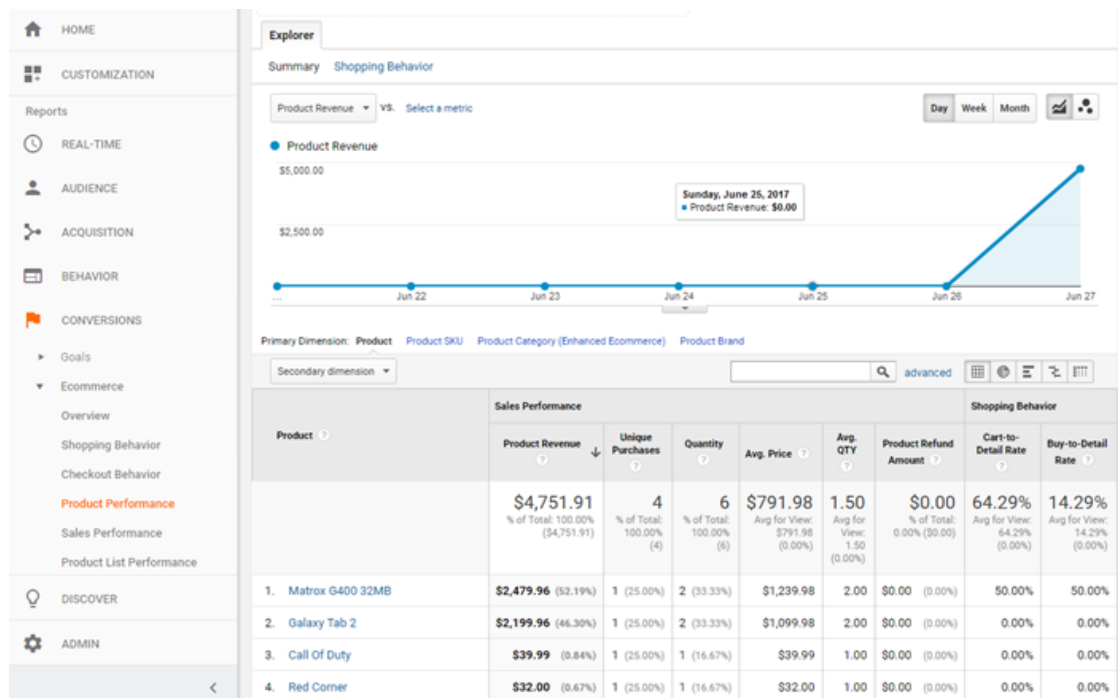 HOME
CUSTOMIZATION
Reports
REAL-TIME
AUDIENCE
ACQUISITION
BEHAVIOR
CONVERSIONS
Goals
Ecommerce
Overview
Shopping Behavior
Checkout Behavior
Product Performance
Sales Performance
Product List Performance
DISCOVER
ADMIN
Explorer
Summary Shopping Behavior
Product Revenue VS. Select a metric Day Week Month
Product Revenue
$5,000.00
Sunday, June 25, 2017
Product Revenue: $0.00
$2,500.00
... Jun 22 Jun 23 Jun 24 Jun 25 Jun 26 Jun 27
Primary Dimension: Product Product SKU Product Category (Enhanced Ecommerce) Product Brand
Secondary dimension advanced
Sales Performance Shopping Behavior
Product ? Product Revenue ? Unique Purchases ? Quantity ? Avg. Price ? Avg. QTY ? Product Refund Amount ? Cart-to-Detail Rate ? Buy-to-Detail Rate ?
$4,751.91 4 6 $791.98 1.50 $0.00 64.29% 14.29%
% of Total: 100.00% ($4,751.91) % of Total: 100.00% (4) % of Total: 100.00% (6) Avg for View: $791.98 (0.00%) Avg for View: 1.50 (0.00%) % of Total: 0.00% ($0.00) Avg for View: 64.29% (0.00%) Avg for View: 14.29% (0.00%)
1. Matrox G400 32MB $2,479.96 (52.19%) 1 (25.00%) 2 (33.33%) $1,239.98 2.00 $0.00 (0.00%) 50.00% 50.00%
2. Galaxy Tab 2 $2,199.96 (46.30%) 1 (25.00%) 2 (33.33%) $1,099.98 2.00 $0.00 (0.00%) 0.00% 0.00%
3. Call Of Duty $39.99 (0.84%) 1 (25.00%) 1 (16.67%) $39.99 1.00 $0.00 (0.00%) 0.00% 0.00%
4. Red Corner $32.00 (0.67%) 1 (25.00%) 1 (16.67%) $32.00 1.00 $0.00 (0.00%) 0.00% 0.00%